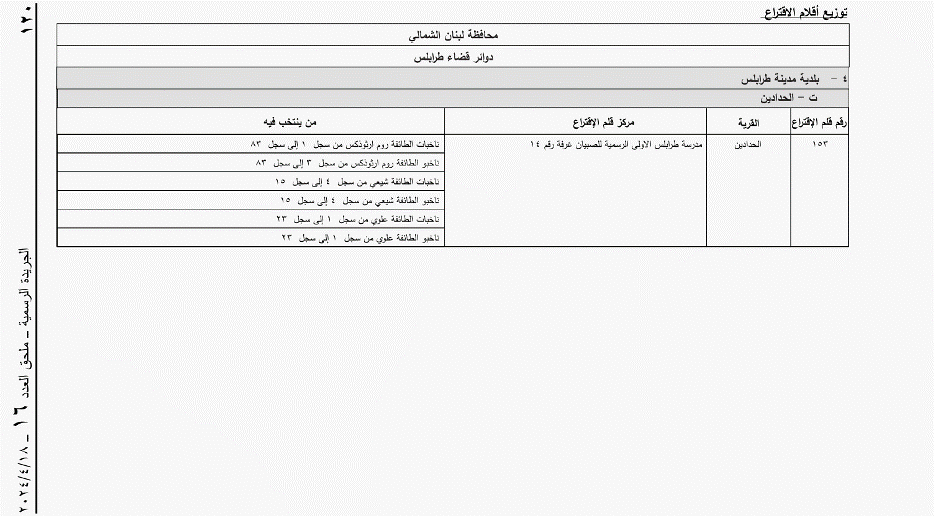 ١٢٠
توزيع أقلام الاقتراع
محافظة لبنان الشمالي
دوائر قضاء طرابلس
٤ - بلدية مدينة طرابلس
ت - الحدادين
رقم قلم الإقتراع القرية مركز قلم الإقتراع من ينتخب فيه
١٥٣ الحدادين مدرسة طرابلس الاولى الرسمية للصبيان غرفة رقم ١٤ ناخبات الطائفة روم ارثوذكس من سجل ١ إلى سجل ٨٣
ناخبو الطائفة روم ارثوذكس من سجل ٣ إلى سجل ٨٣
ناخبات الطائفة شيعي من سجل ٤ إلى سجل ١٥
ناخبو الطائفة شيعي من سجل ٤ إلى سجل ١٥
ناخبات الطائفة علوي من سجل ١ إلى سجل ٢٣
ناخبو الطائفة علوي من سجل ١ إلى سجل ٢٣
الجريدة الرسمية ـ ملحق العدد ١٦ ـ ٢٠٢٤/٤/١٨